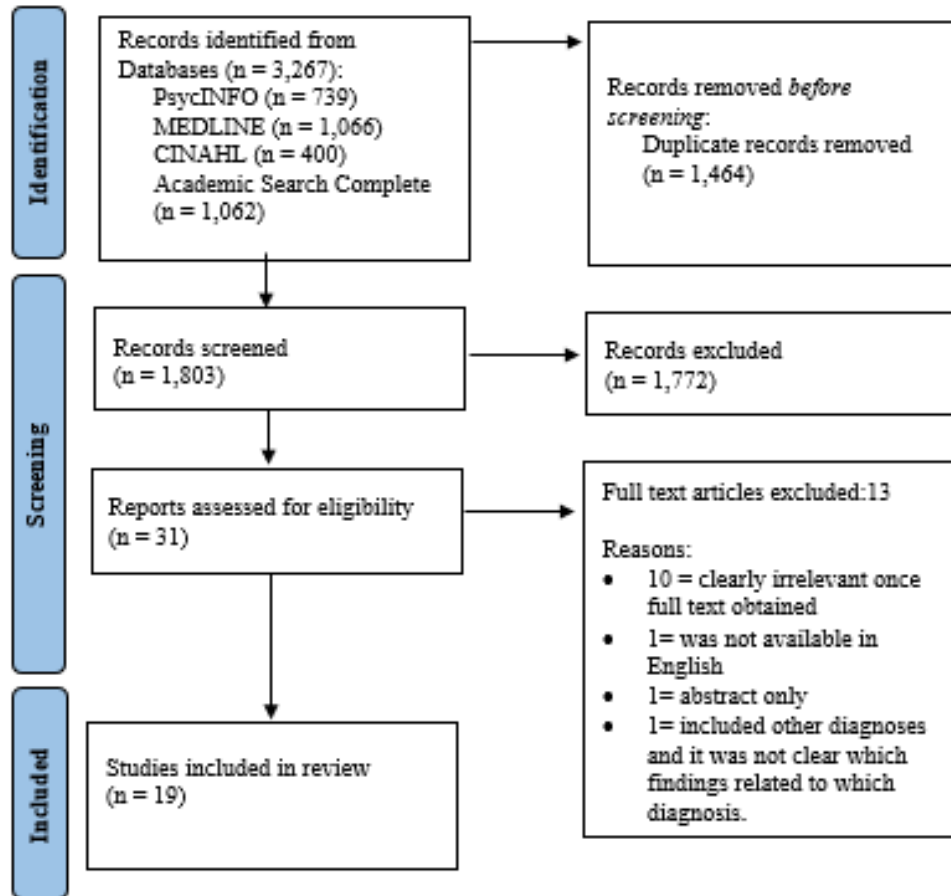 Identification
Records identified from
Databases (n = 3,267):
PsycINFO (n = 739)
MEDLINE (n = 1,066)
CINAHL (n = 400)
Academic Search Complete
(n = 1,062)
Records removed before
screening:
Duplicate records removed
(n = 1,464)
Screening
Records screened
(n = 1,803)
Records excluded
(n = 1,772)
Reports assessed for eligibility
(n = 31)
Full text articles excluded:13
Reasons:
• 10 = clearly irrelevant once
full text obtained
• 1= was not available in
English
• 1= abstract only
• 1= included other diagnoses
and it was not clear which
findings related to which
diagnosis.
Included
Studies included in review
(n = 19)